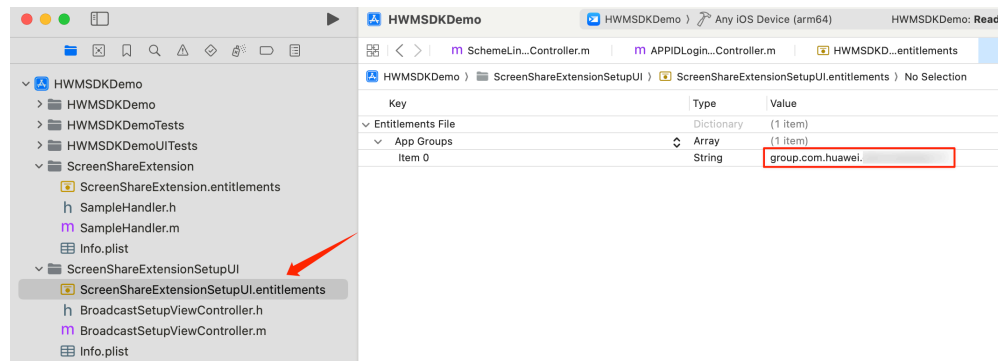 HWMSDKDemo
HWMSDKDemo
HWMSDKDemoTests
HWMSDKDemoUITests
ScreenShareExtension
ScreenShareExtension.entitlements
h SampleHandler.h
m SampleHandler.m
Info.plist
ScreenShareExtensionSetupUI
ScreenShareExtensionSetupUI.entitlements
h BroadcastSetupViewController.h
m BroadcastSetupViewController.m
Info.plist
HWMSDKDemo
HWMSDKDemo 〉 Any iOS Device (arm64)
HWMSDKDemo: Read
m SchemeLin...Controller.m
m APPIDLogin...Controller.m
HWMSDKD...entitlements
HWMSDKDemo 〉 ScreenShareExtensionSetupUI 〉 ScreenShareExtensionSetupUI.entitlements 〉 No Selection
Key Type Value
Entitlements File Dictionary (1 item)
App Groups Array (1 item)
Item 0 String group.com.huawei.